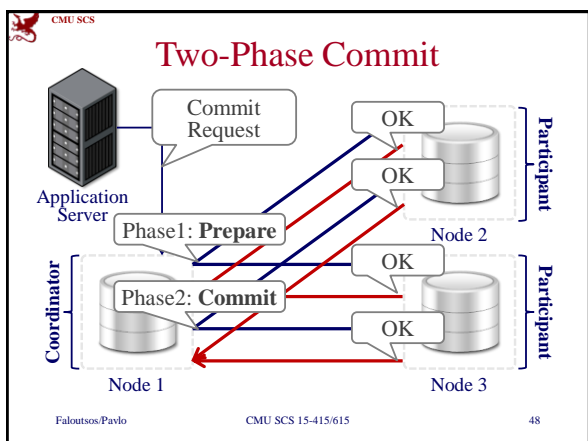 CMU SCS
Two-Phase Commit
Commit
Request
OK
OK
Participant
Application
Server
Node 2
Phase1: Prepare
OK
Coordinator
Phase2: Commit
OK
Participant
Node 1
Node 3
Faloutsos/Pavlo
CMU SCS 15-415/615
48